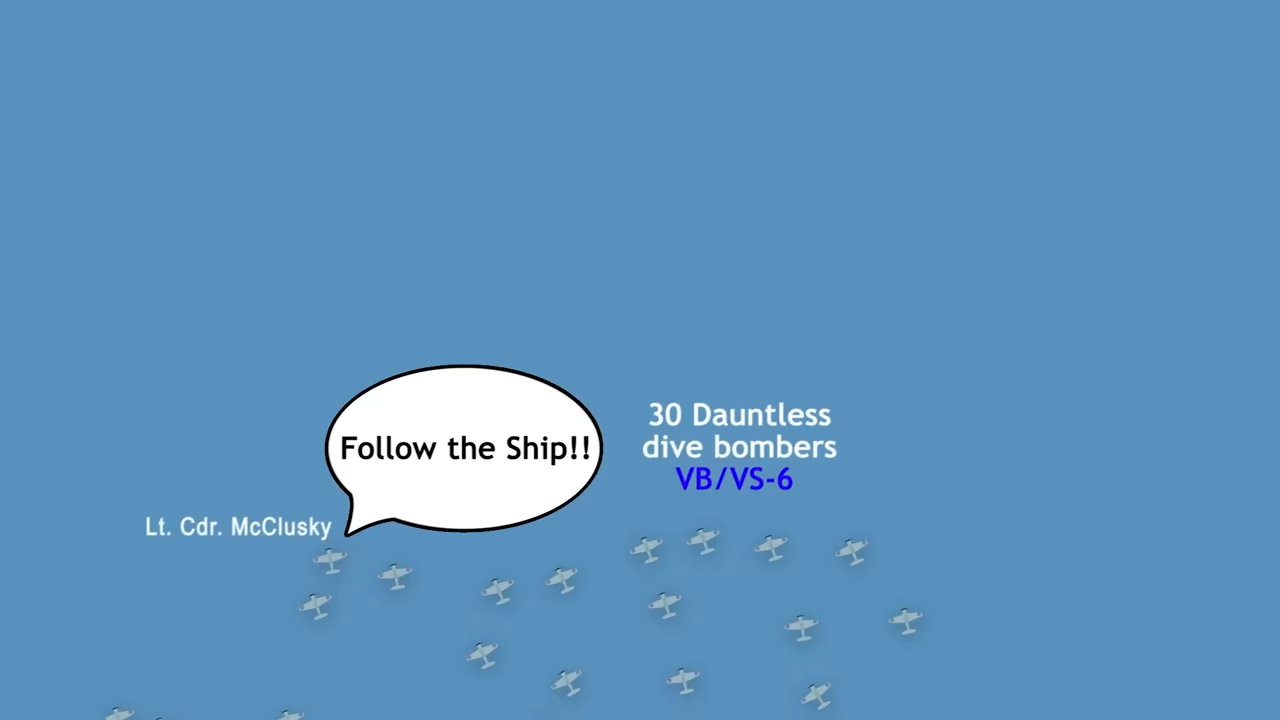 Follow the Ship!!
30 Dauntless
dive bombers
VB/VS-6
Lt. Cdr. McClusky